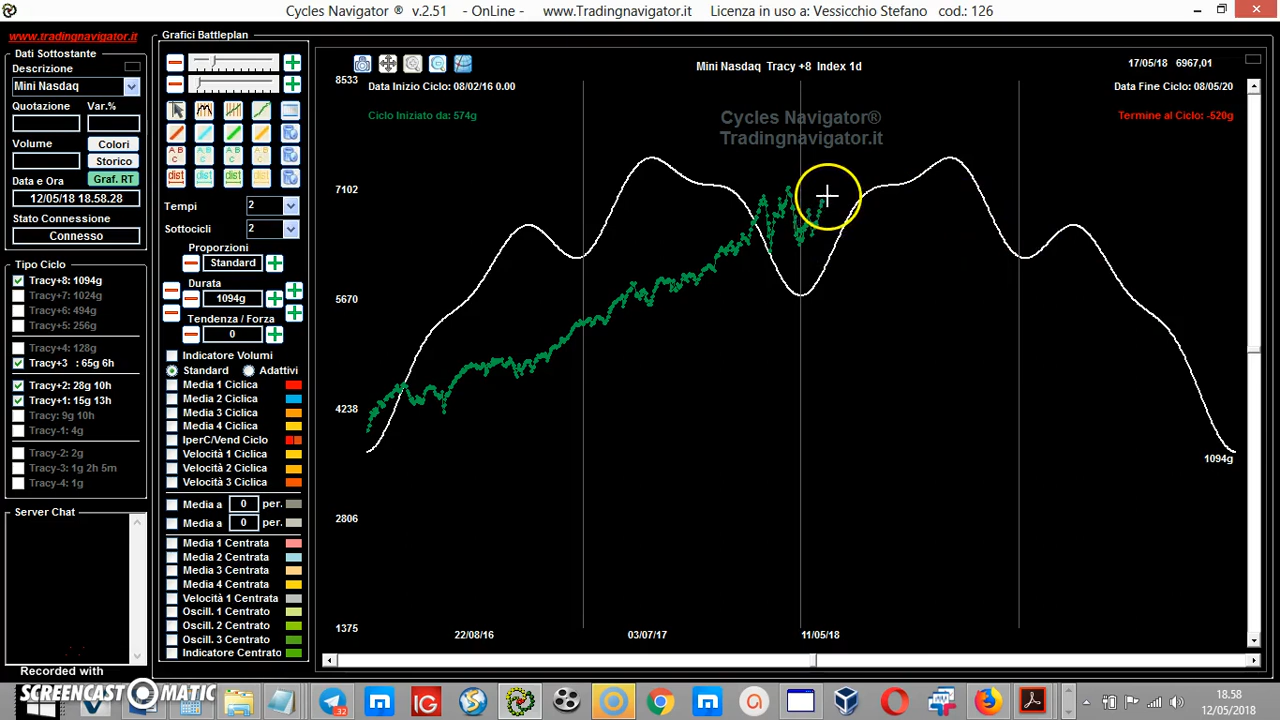 Cycles Navigator ® v.2.51 - OnLine - www.Tradingnavigator.it Licenza in uso a: Vessicchio Stefano cod.: 126
www.tradingnavigator.it
Dati Sottostante
Descrizione
Mini Nasdaq
Quotazione Var.%
Volume
Colori
Storico
Data e Ora
Graf. RT
12/05/18 18.58.28
Stato Connessione
Connesso
Tipo Ciclo
Tracy+8: 1094g
Tracy+7: 1024g
Tracy+6: 494g
Tracy+5: 256g
Tracy+4: 128g
Tracy+3 : 65g 6h
Tracy+2: 28g 10h
Tracy+1: 15g 13h
Tracy: 9g 10h
Tracy-1: 4g
Tracy-2: 2g
Tracy-3: 1g 2h 5m
Tracy-4: 1g
Server Chat
Recorded with
SCREENCAST MATIC
Grafici Battleplan
A B C
A B C
A B C
A B C
dist
dist
dist
dist
Tempi 2
Sottocicli 2
Proporzioni
Standard
Durata
1094g
Tendenza / Forza
0
Indicatore Volumi
Standard Adattivi
Media 1 Ciclica
Media 2 Ciclica
Media 3 Ciclica
Media 4 Ciclica
IperC/Vend Ciclo
Velocità 1 Ciclica
Velocità 2 Ciclica
Velocità 3 Ciclica
Media a 0 per.
Media a 0 per.
Media 1 Centrata
Media 2 Centrata
Media 3 Centrata
Media 4 Centrata
Velocità 1 Centrata
Oscill. 1 Centrato
Oscill. 2 Centrato
Oscill. 3 Centrato
Indicatore Centrato
Mini Nasdaq Tracy +8 Index 1d
17/05/18 6967,01
Data Inizio Ciclo: 08/02/16 0.00
Data Fine Ciclo: 08/05/20
Ciclo Iniziato da: 574g
Termine al Ciclo: -520g
Cycles Navigator®
Tradingnavigator.it
8533
7102
5670
4238
2806
1375
1094g
22/08/16
03/07/17
11/05/18
32
IG
18.58
12/05/2018